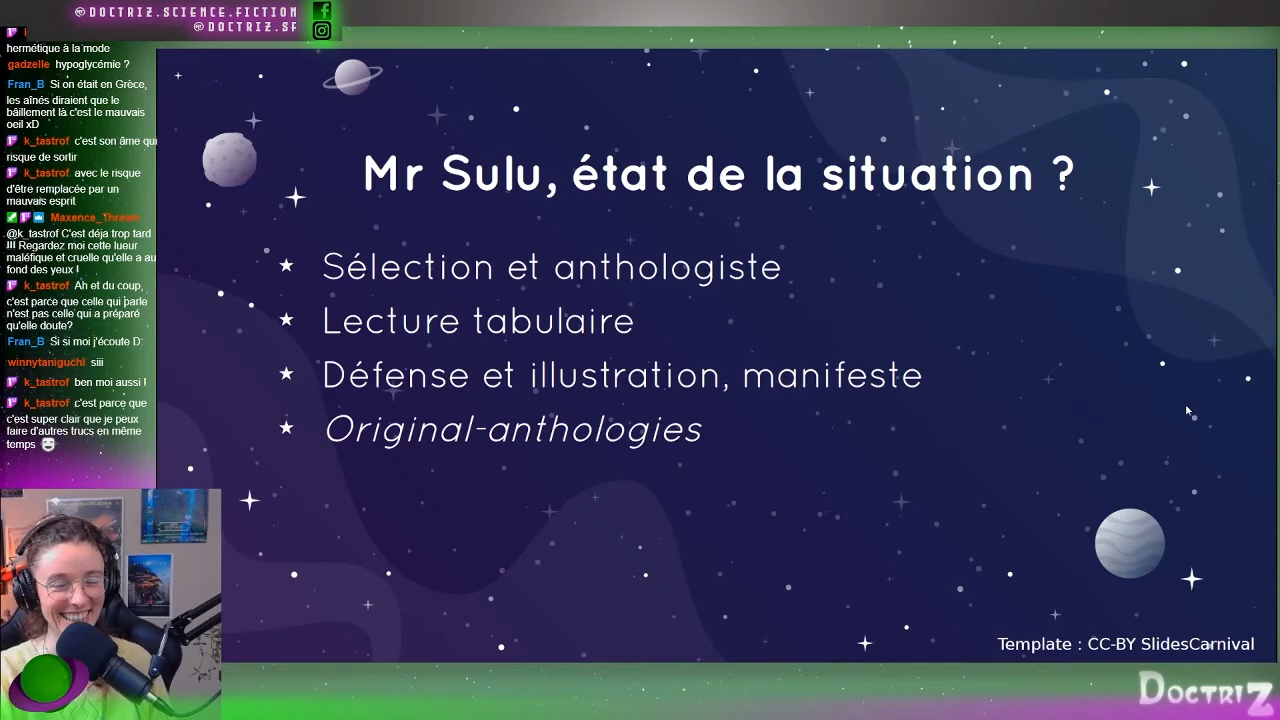 @DOCTRIZ.SCIENCE.FICTION
@DOCTRIZ.SF
hermétique à la mode
gadzelle hypoglycémie ?
Fran_B Si on était en Grèce,
les aînés diraient que le
bâillement là c'est le mauvais
oeil xD
k_tastrof c'est son âme qui
risque de sortir
k_tastrof avec le risque
d'être remplacée par un
mauvais esprit
Maxence_Thrawn
@k_tastrof C'est déja trop tard
!!! Regardez moi cette lueur
maléfique et cruelle qu'elle a au
fond des yeux !
k_tastrof Ah et du coup,
c'est parce que celle qui parle
n'est pas celle qui a préparé
qu'elle doute?
Fran_B Si si moi j'écoute D:
winnytaniguchi siii
k_tastrof ben moi aussi !
k_tastrof c'est parce que
c'est super clair que je peux
faire d'autres trucs en même
temps
Mr Sulu, état de la situation ?
Sélection et anthologiste
Lecture tabulaire
Défense et illustration, manifeste
Original-anthologies
Template : CC-BY SlidesCarnival
DOCTRIZ